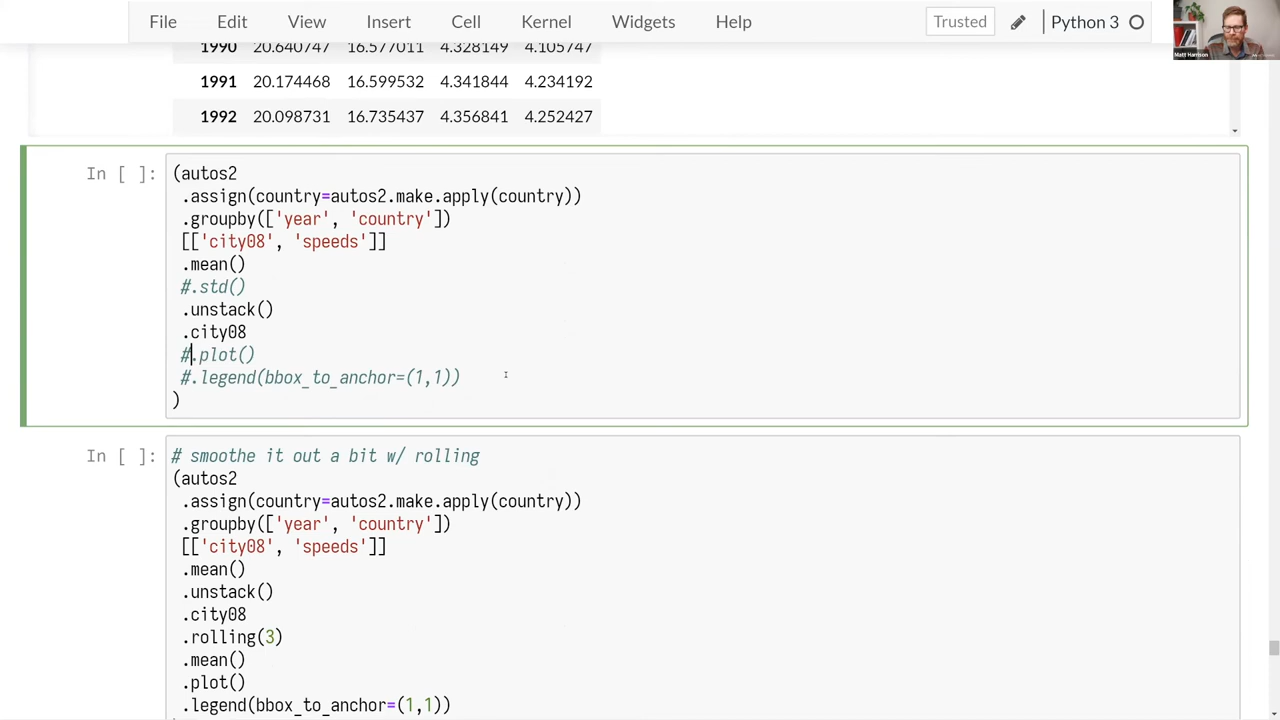 File Edit View Insert Cell Kernel Widgets Help Trusted Python 3
Matt Harrison
1990 20.640747 16.577011 4.328149 4.105747
1991 20.174468 16.599532 4.341844 4.234192
1992 20.098731 16.735437 4.356841 4.252427
In [ ]:
(autos2
.assign(country=autos2.make.apply(country))
.groupby(['year', 'country'])
[['city08', 'speeds']]
.mean()
#.std()
.unstack()
.city08
#.plot()
#.legend(bbox_to_anchor=(1,1))
)
In [ ]:
# smoothe it out a bit w/ rolling
(autos2
.assign(country=autos2.make.apply(country))
.groupby(['year', 'country'])
[['city08', 'speeds']]
.mean()
.unstack()
.city08
.rolling(3)
.mean()
.plot()
.legend(bbox_to_anchor=(1,1))